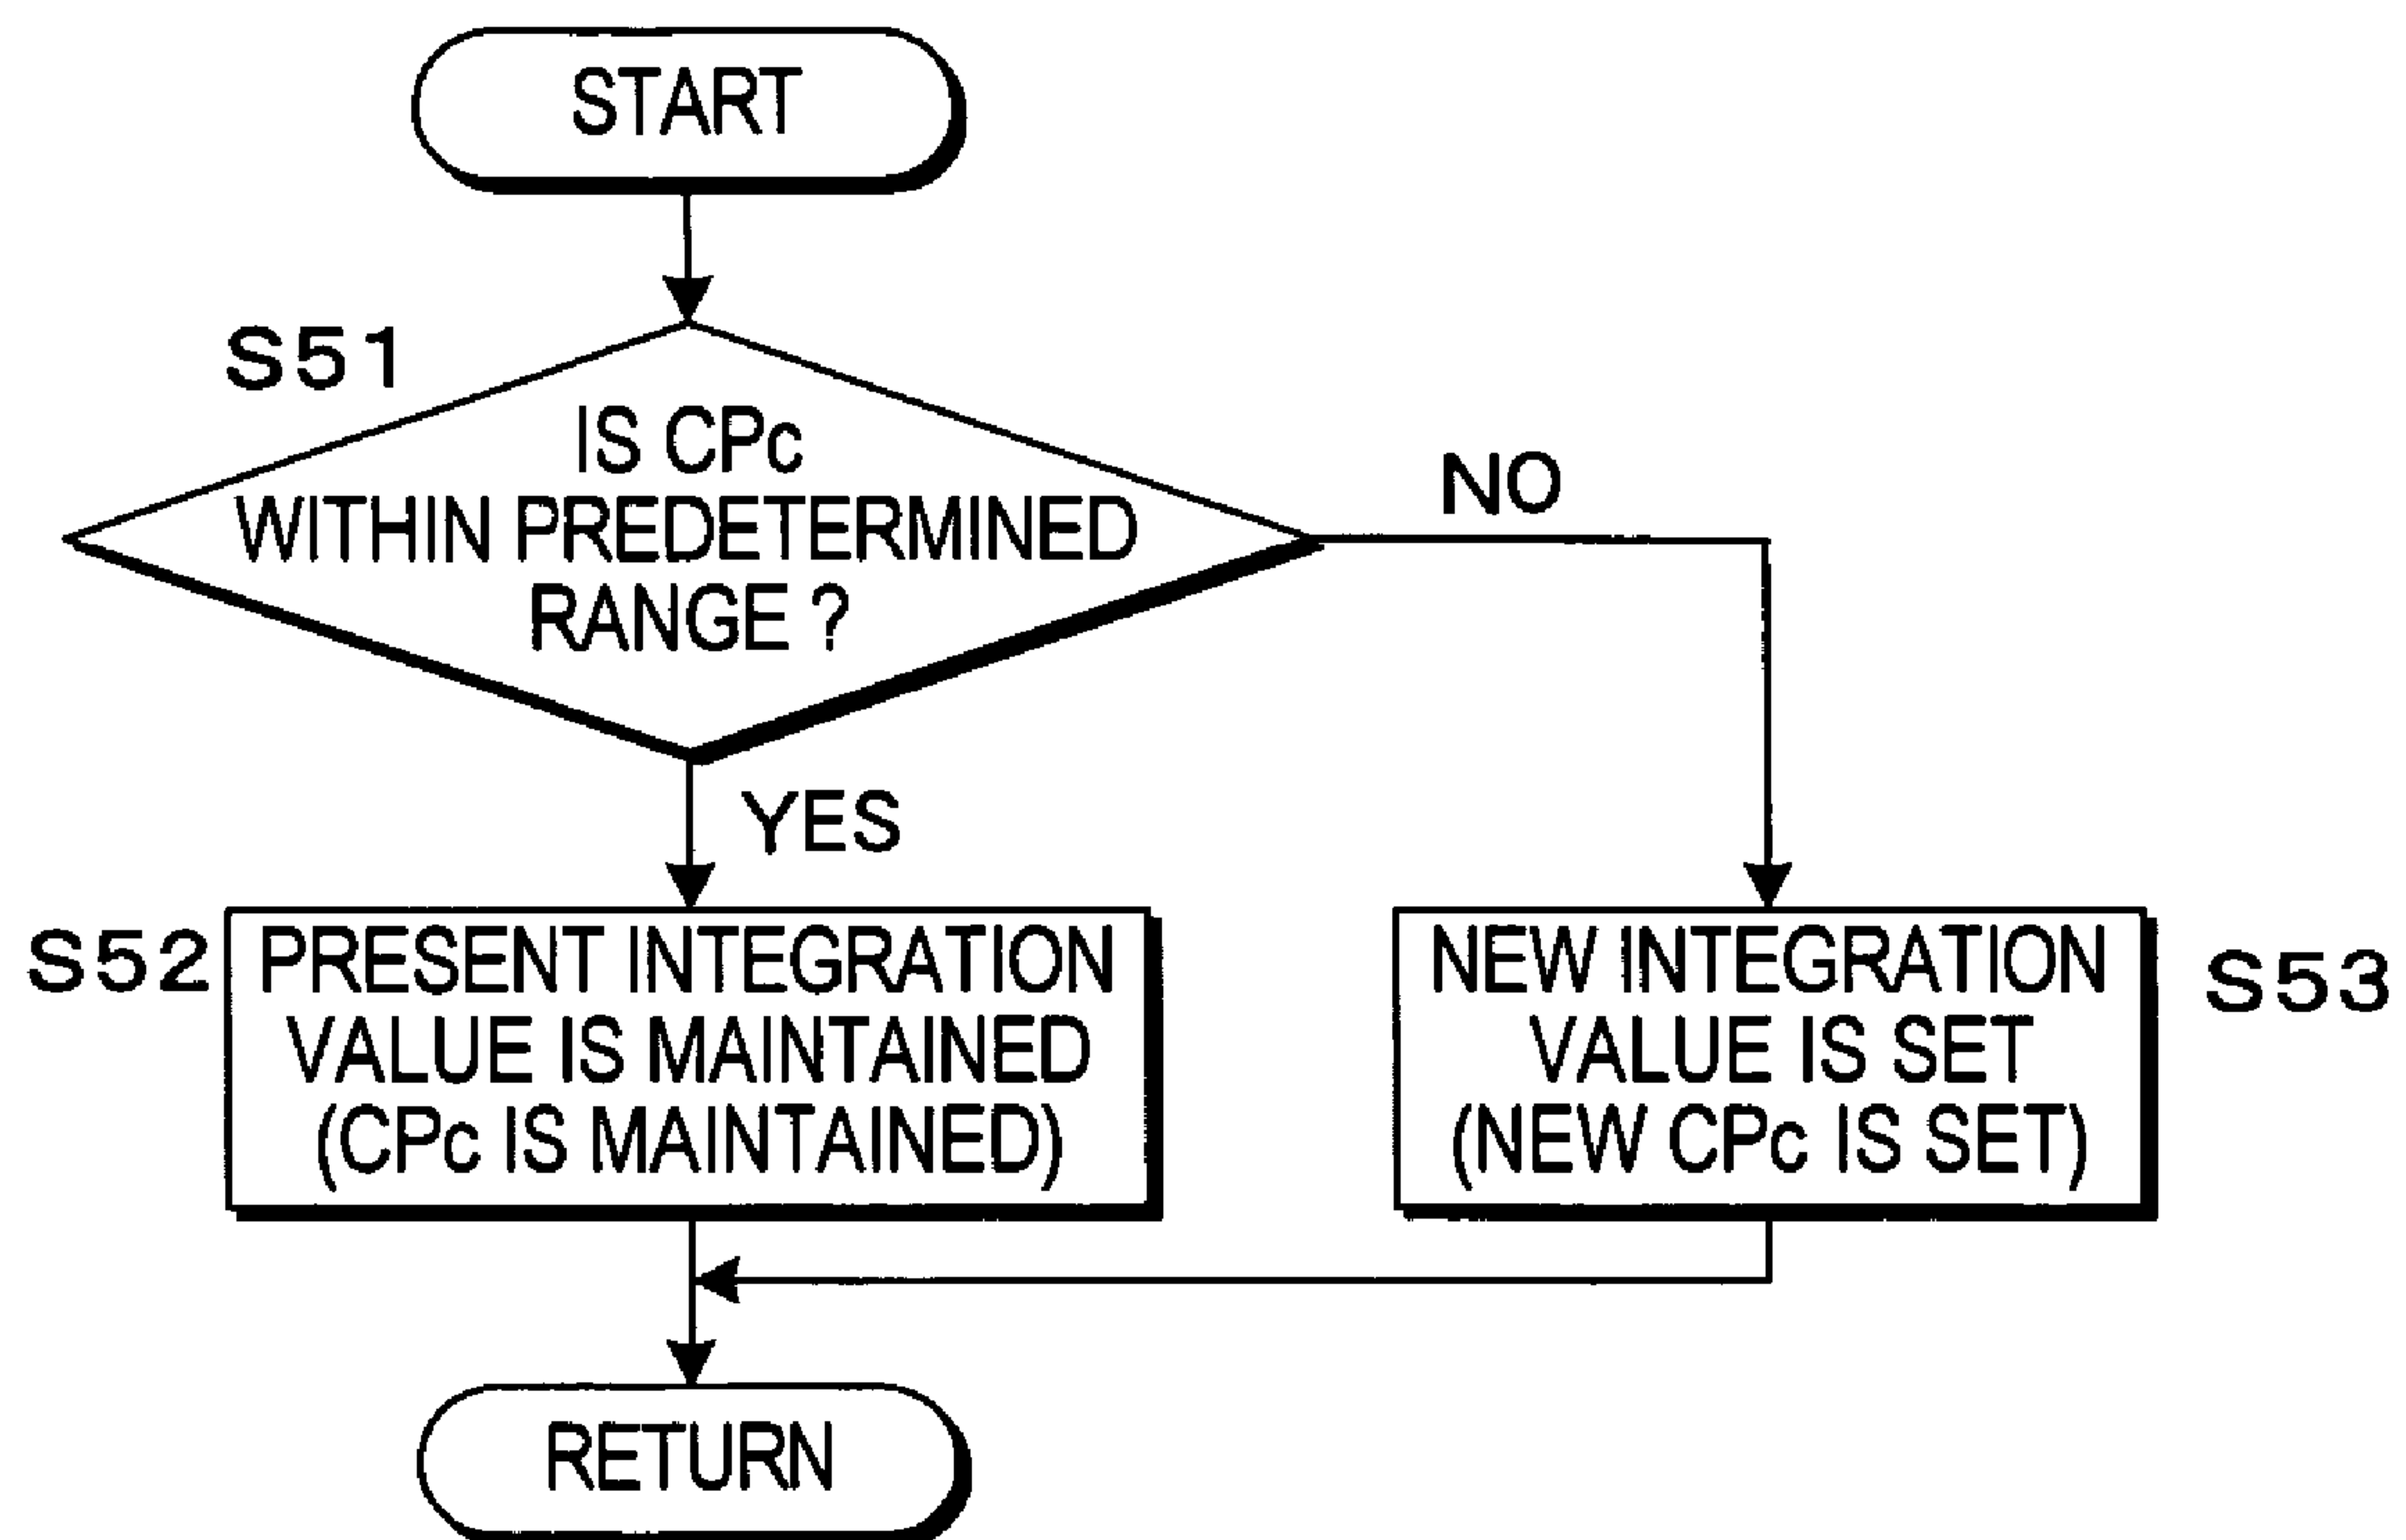 START
S51
IS CPc
WITHIN PREDETERMINED
RANGE ?
NO
YES
S52
PRESENT INTEGRATION
VALUE IS MAINTAINED
(CPc IS MAINTAINED)
NEW INTEGRATION
VALUE IS SET
(NEW CPc IS SET)
S53
RETURN